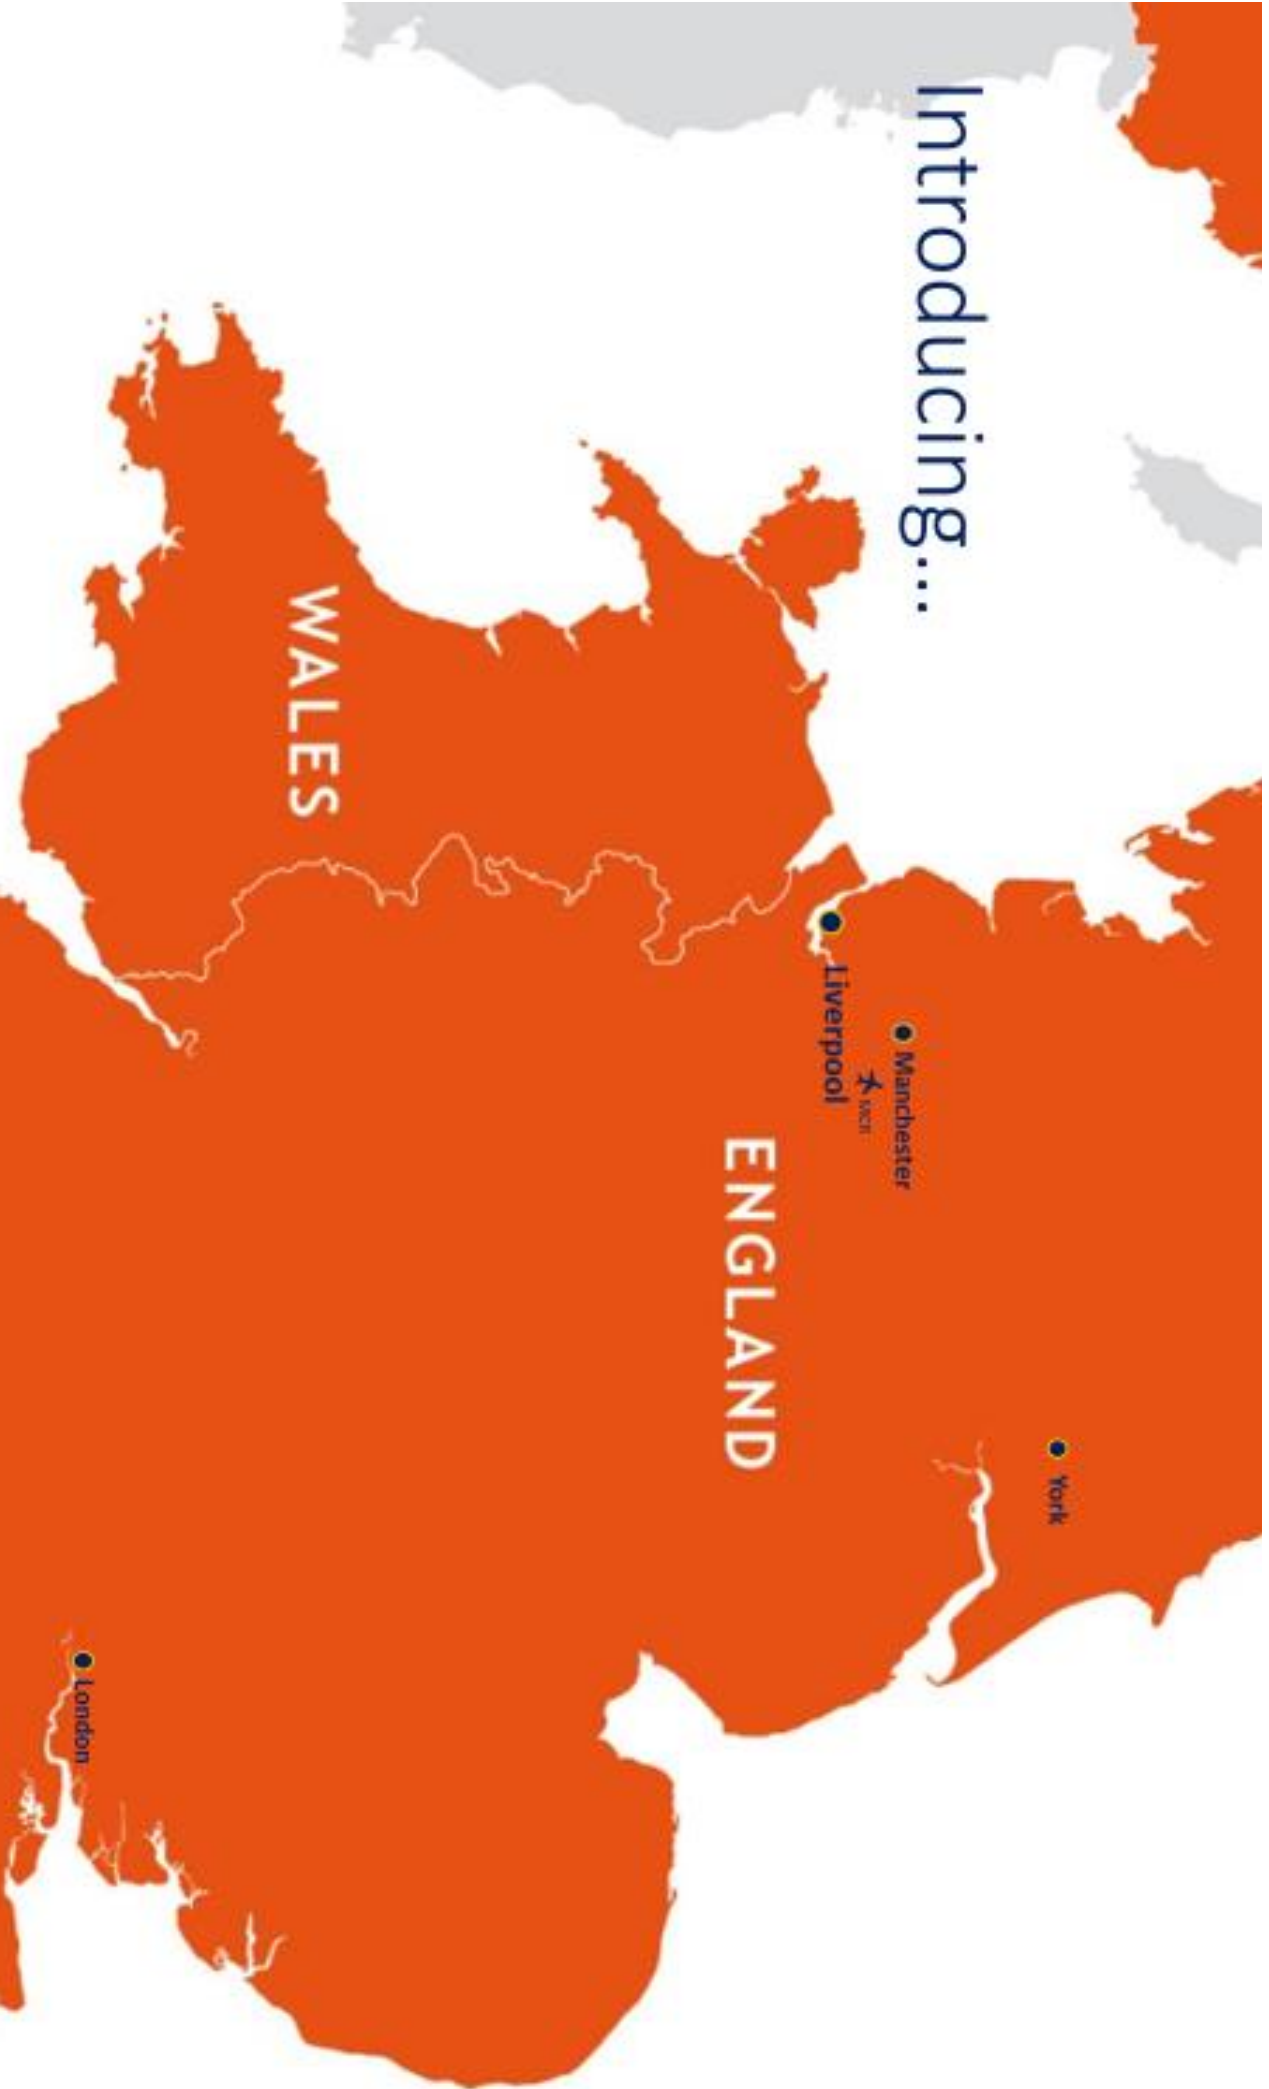 Introducing...
York
Manchester
MCR
Liverpool
ENGLAND
WALES
London